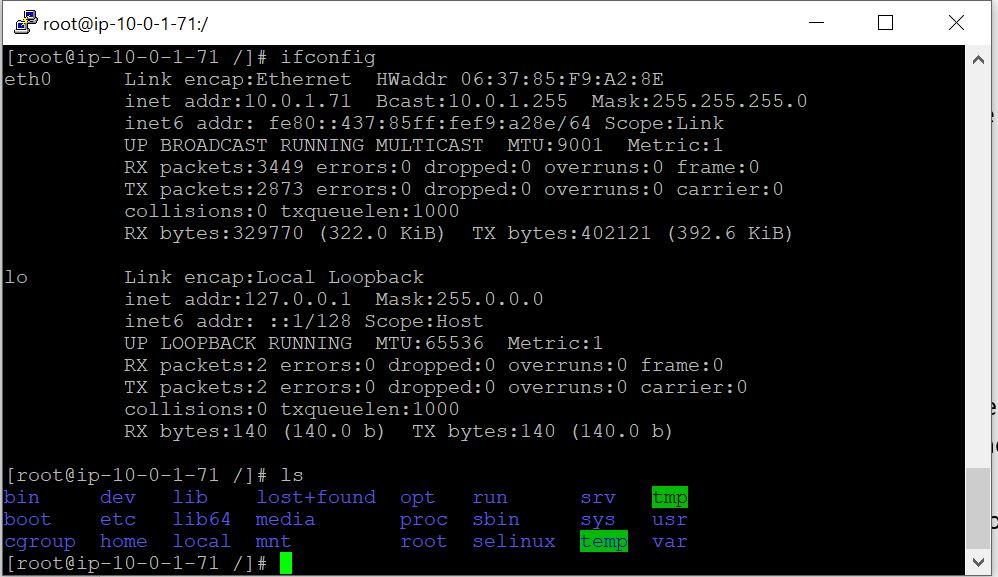 root@ip-10-0-1-71:/
[root@ip-10-0-1-71 /]# ifconfig
eth0      Link encap:Ethernet  HWaddr 06:37:85:F9:A2:8E
          inet addr:10.0.1.71  Bcast:10.0.1.255  Mask:255.255.255.0
          inet6 addr: fe80::437:85ff:fef9:a28e/64 Scope:Link
          UP BROADCAST RUNNING MULTICAST  MTU:9001  Metric:1
          RX packets:3449 errors:0 dropped:0 overruns:0 frame:0
          TX packets:2873 errors:0 dropped:0 overruns:0 carrier:0
          collisions:0 txqueuelen:1000
          RX bytes:329770 (322.0 KiB)  TX bytes:402121 (392.6 KiB)
lo        Link encap:Local Loopback
          inet addr:127.0.0.1  Mask:255.0.0.0
          inet6 addr: ::1/128 Scope:Host
          UP LOOPBACK RUNNING  MTU:65536  Metric:1
          RX packets:2 errors:0 dropped:0 overruns:0 frame:0
          TX packets:2 errors:0 dropped:0 overruns:0 carrier:0
          collisions:0 txqueuelen:1000
          RX bytes:140 (140.0 b)  TX bytes:140 (140.0 b)
[root@ip-10-0-1-71 /]# ls
bin     dev   lib    lost+found  opt   run      srv   tmp
boot    etc   lib64  media       proc  sbin     sys   usr
cgroup  home  local  mnt         root  selinux  temp  var
[root@ip-10-0-1-71 /]#